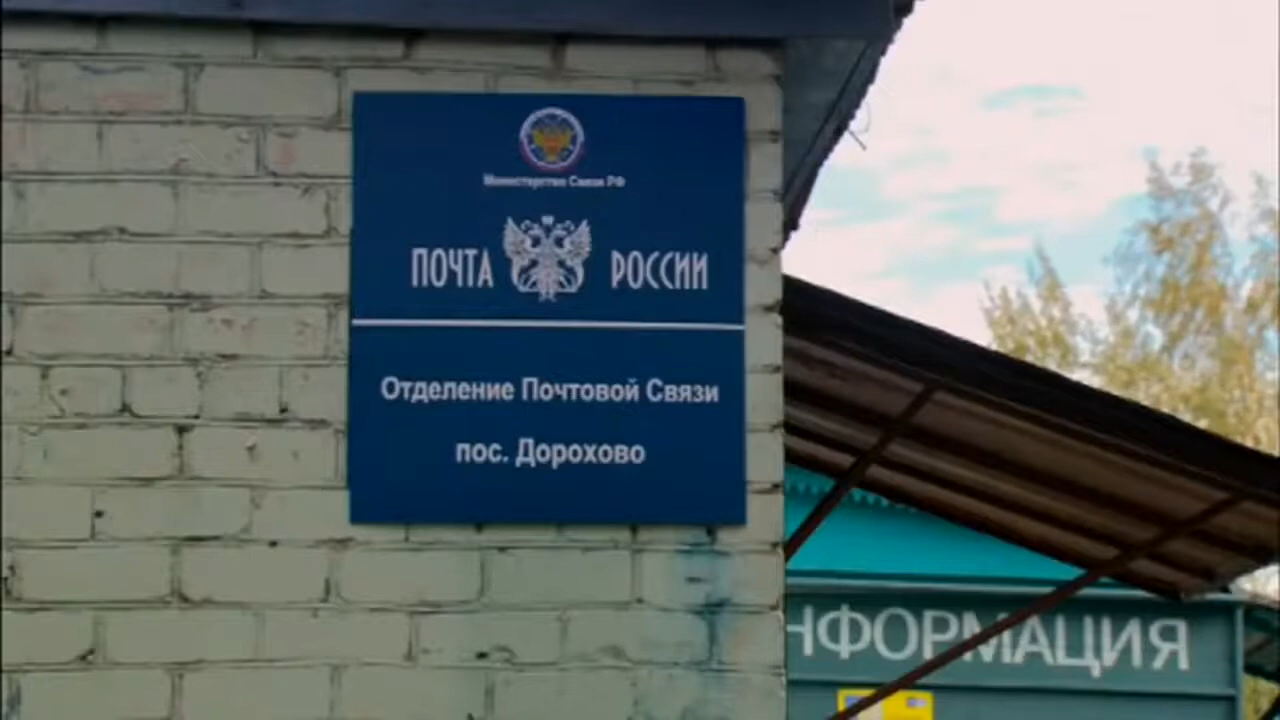 Министерство Связи РФ
ПОЧТА РОССИИ
Отделение Почтовой Связи
пос. Дорохово
НФОРМАЦИЯ